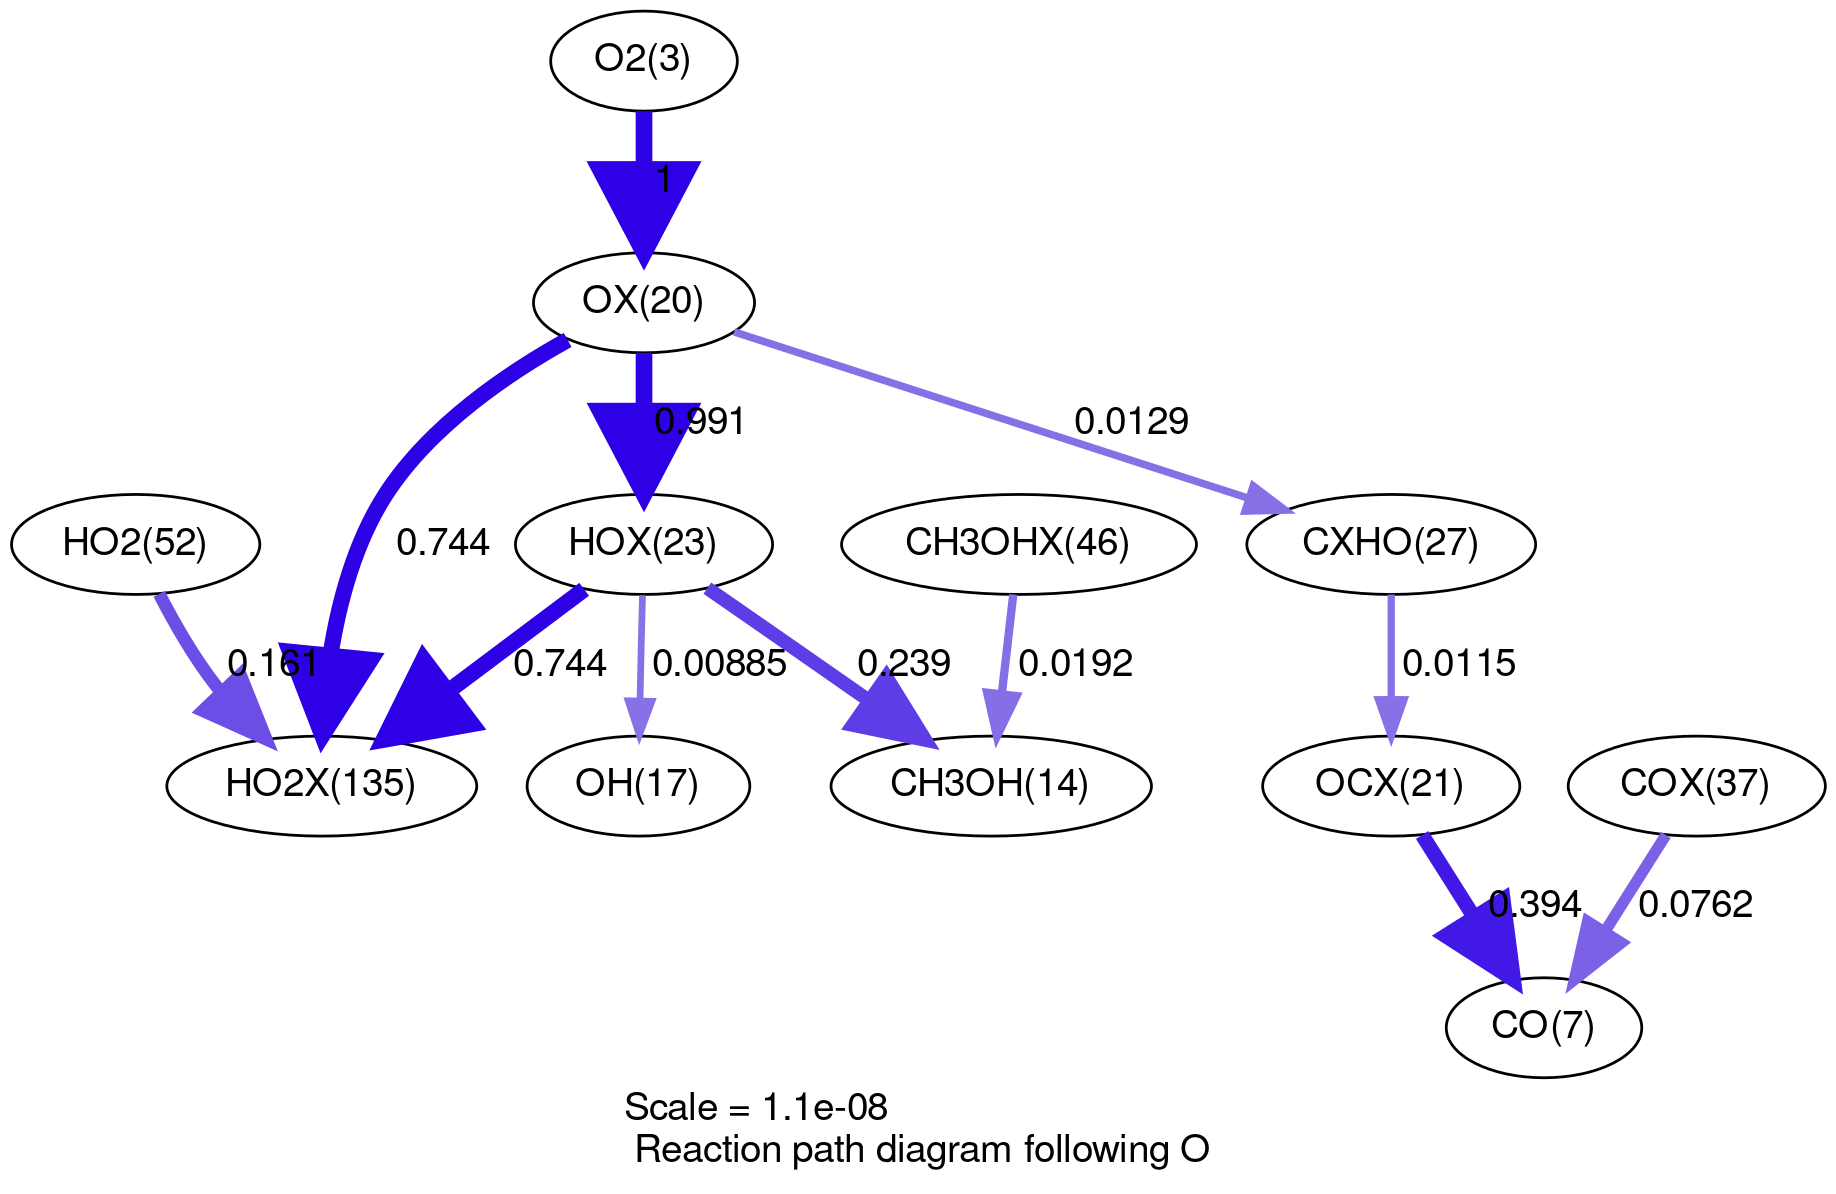 O2(3)
1
OX(20)
0.991
0.0129
HO2(52)
0.744
HOX(23)
CH3OHX(46)
CXHO(27)
0.161
0.744
0.00885
0.239
0.0192
0.0115
HO2X(135)
OH(17)
CH3OH(14)
OCX(21)
COX(37)
0.394
0.0762
CO(7)
Scale = 1.1e-08
Reaction path diagram following O